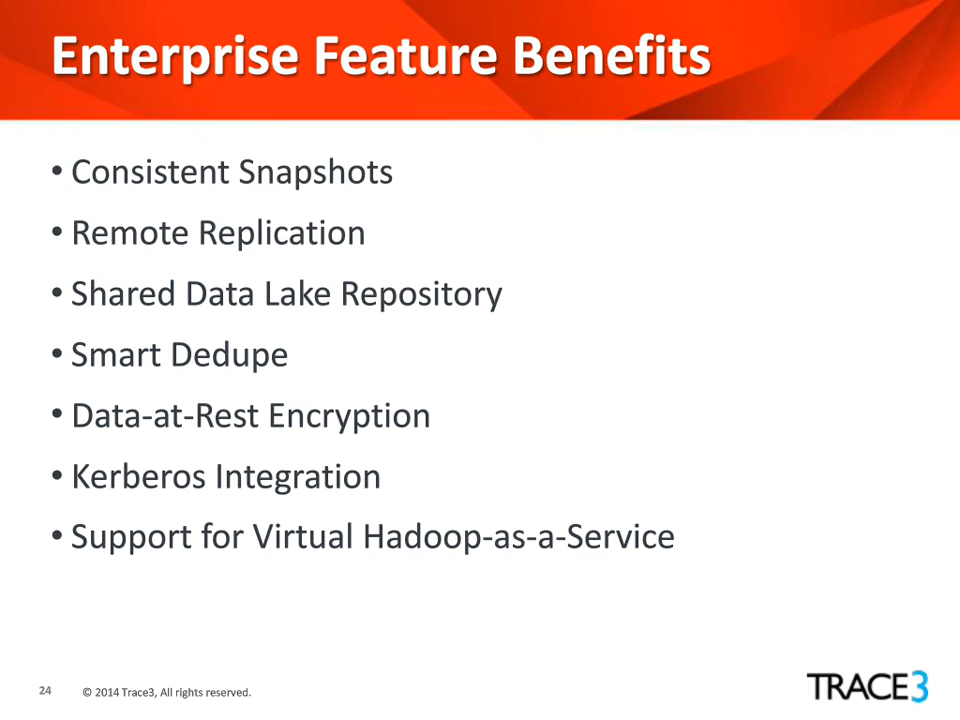 Enterprise Feature Benefits
• Consistent Snapshots
• Remote Replication
• Shared Data Lake Repository
• Smart Dedupe
• Data-at-Rest Encryption
• Kerberos Integration
• Support for Virtual Hadoop-as-a-Service
24 © 2014 Trace3, All rights reserved.
TRACE3